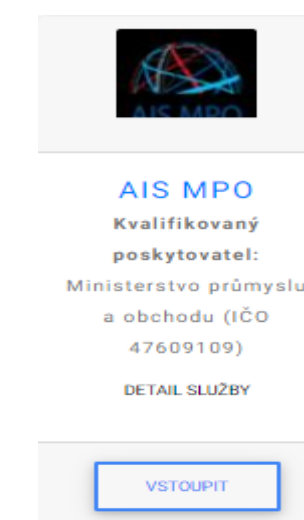 AIS MPO
AIS MPO
Kvalifikovaný
poskytovatel:
Ministerstvo průmyslu
a obchodu (IČO
47609109)
DETAIL SLUŽBY
VSTOUPIT